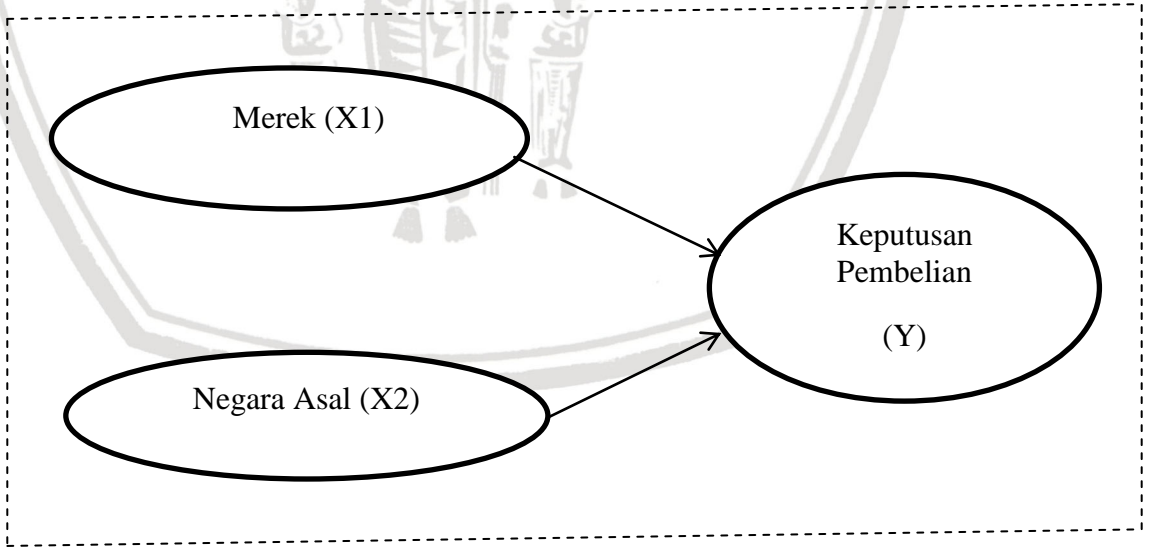 Merek (X1)
Keputusan
Pembelian
(Y)
Negara Asal (X2)